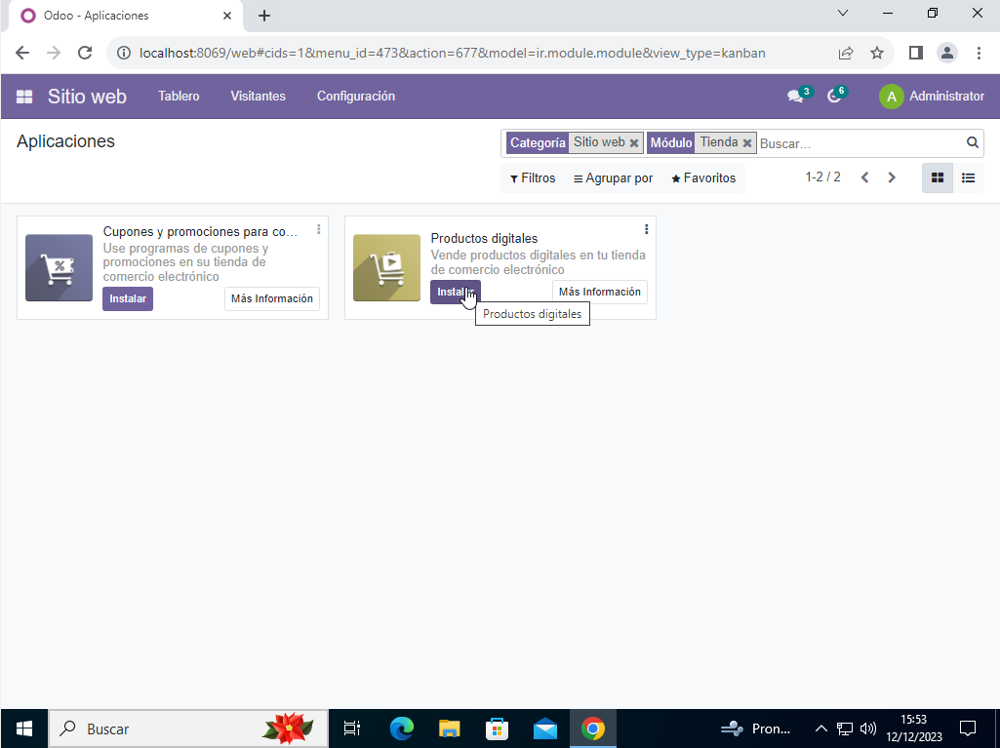 Odoo - Aplicaciones
localhost:8069/web#cids=1&menu_id=473&action=677&model=ir.module.module&view_type=kanban
Sitio web Tablero Visitantes Configuración 3 6 A Administrator
Aplicaciones
Categoría Sitio web Módulo Tienda Buscar...
Filtros Agrupar por Favoritos 1-2 / 2
Cupones y promociones para co...
Use programas de cupones y
promociones en su tienda de
comercio electrónico
Instalar Más Información
Productos digitales
Vende productos digitales en tu tienda
de comercio electrónico
Instalar Más Información
Productos digitales
Buscar
Pron...
15:53
12/12/2023